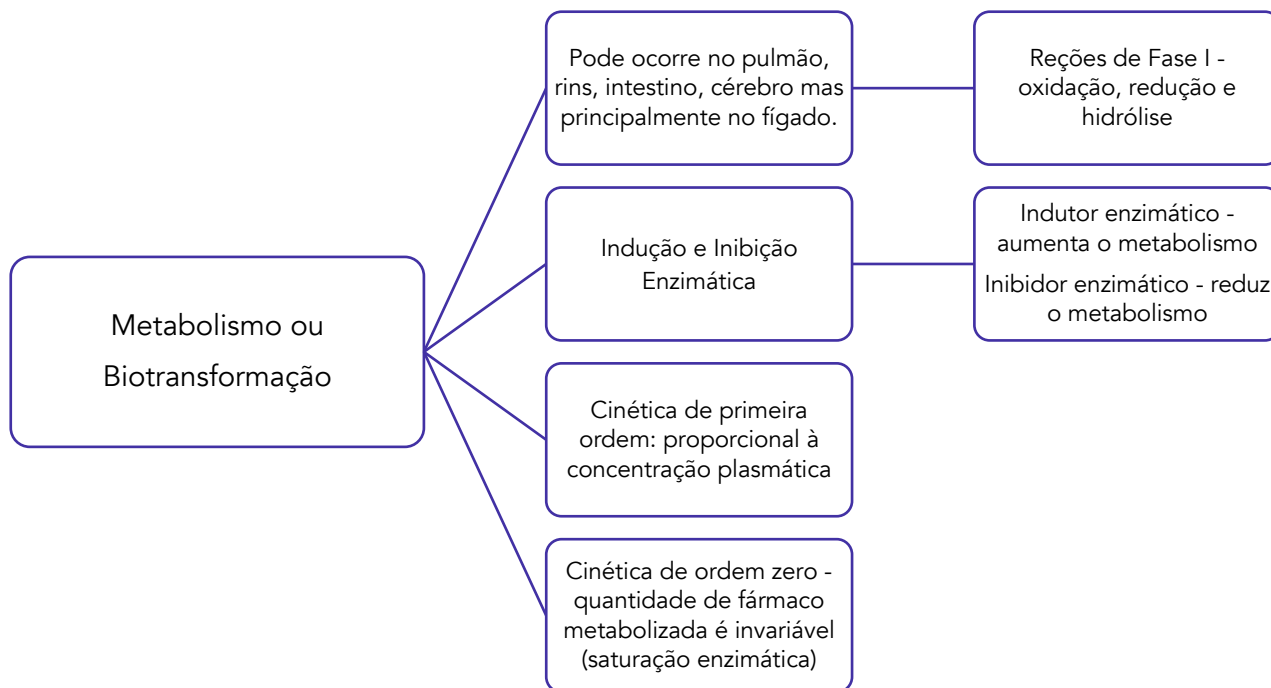 Metabolismo ou
Biotransformação
Pode ocorre no pulmão,
rins, intestino, cérebro mas
principalmente no fígado.
Reções de Fase I -
oxidação, redução e
hidrólise
Indução e Inibição
Enzimática
Indutor enzimático -
aumenta o metabolismo
Inibidor enzimático - reduz
o metabolismo
Cinética de primeira
ordem: proporcional à
concentração plasmática
Cinética de ordem zero -
quantidade de fármaco
metabolizada é invariável
(saturação enzimática)